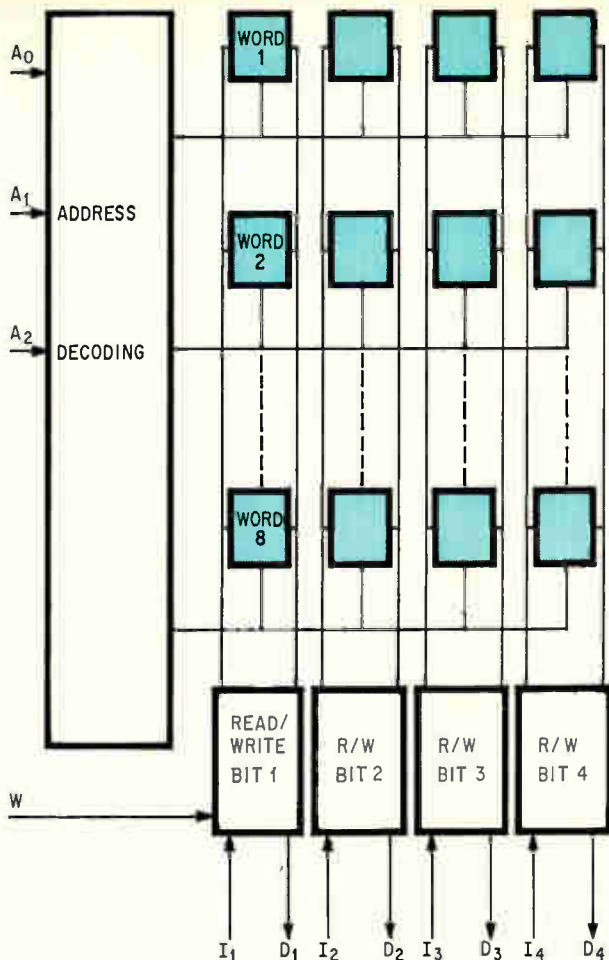 A0
WORD
1
A1
ADDRESS
WORD
2
A2
DECODING
WORD
8
READ/
WRITE
BIT 1
R/W
BIT 2
R/W
BIT 3
R/W
BIT 4
W
I1
D1
I2
D2
I3
D3
I4
D4